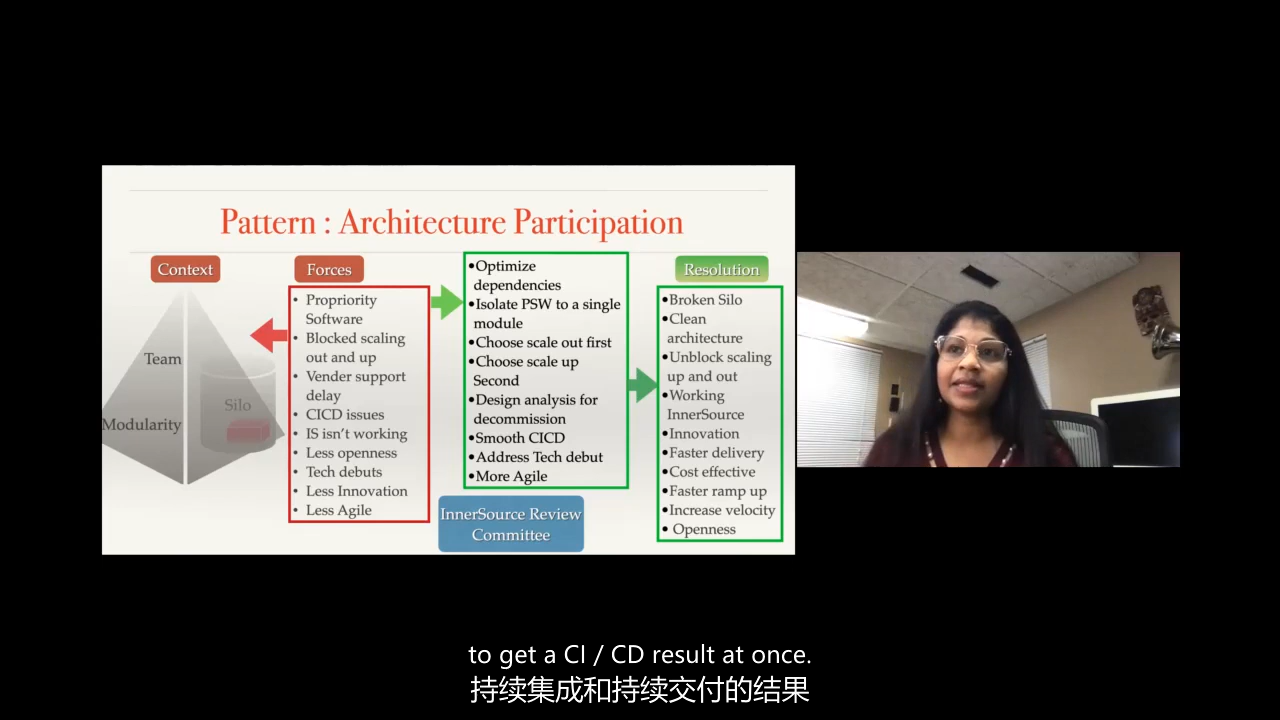 Pattern : Architecture Participation
Context
Team
Modularity
Silo
Forces
• Propriority
Software
• Blocked scaling
out and up
• Vender support
delay
• CICD issues
• IS isn't working
• Less openness
• Tech debuts
• Less Innovation
• Less Agile
•Optimize
dependencies
•Isolate PSW to a single
module
•Choose scale out first
•Choose scale up
Second
•Design analysis for
decommission
•Smooth CICD
•Address Tech debut
•More Agile
InnerSource Review
Committee
Resolution
•Broken Silo
•Clean
architecture
•Unblock scaling
up and out
•Working
InnerSource
•Innovation
•Faster delivery
•Cost effective
•Faster ramp up
•Increase velocity
• Openness
to get a CI / CD result at once.
持续集成和持续交付的结果